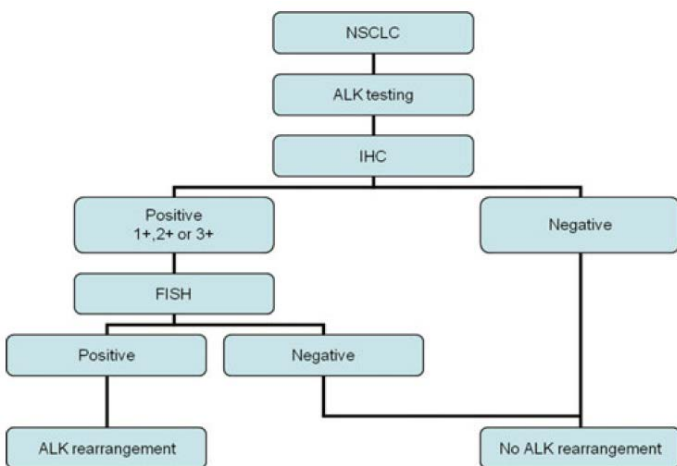 NSCLC
ALK testing
IHC
Positive
1+,2+ or 3+
Negative
FISH
Positive
Negative
ALK rearrangement
No ALK rearrangement